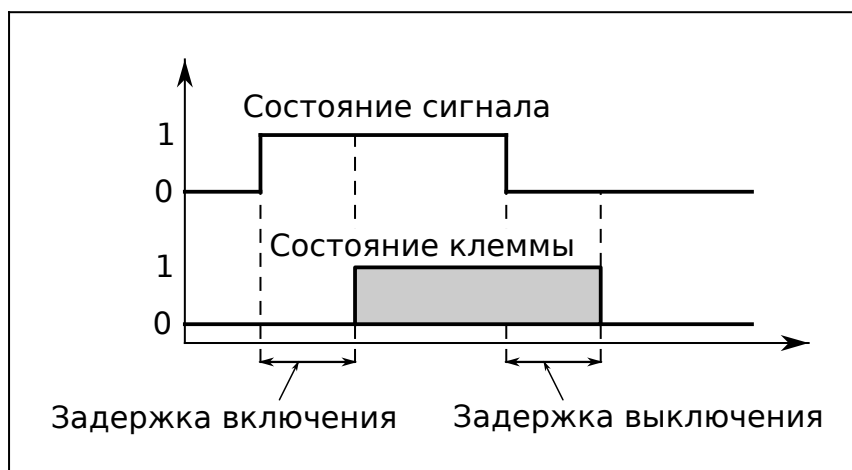 Состояние сигнала
1
0
Состояние клеммы
1
0
Задержка включения
Задержка выключения